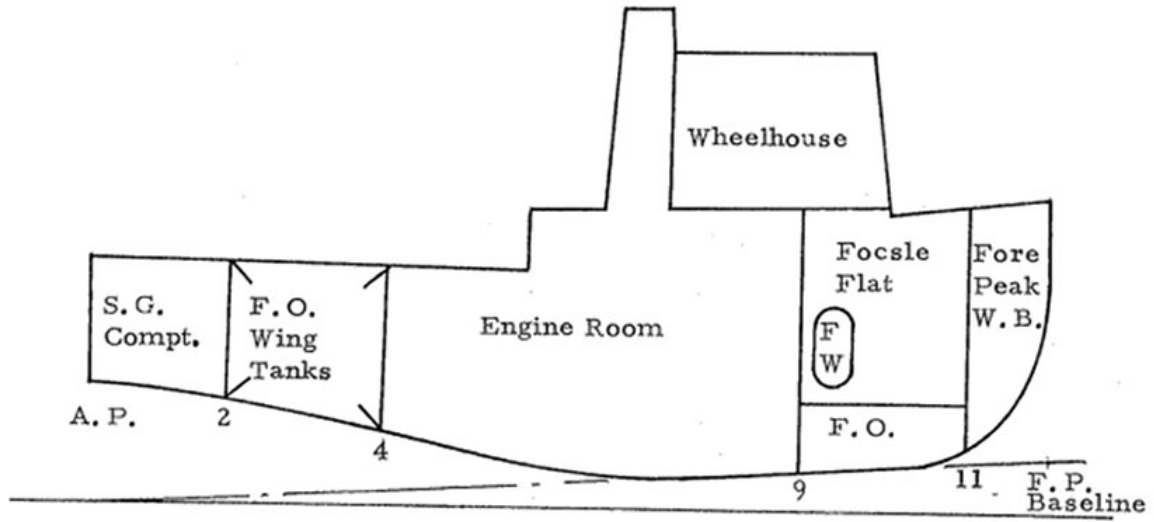 Wheelhouse
Focsle
Flat
Fore
Peak
W.B.
S.G.
Compt.
F.O.
Wing
Tanks
Engine Room
F
W
F.O.
A.P.
2
4
9
11
F.P.
Baseline